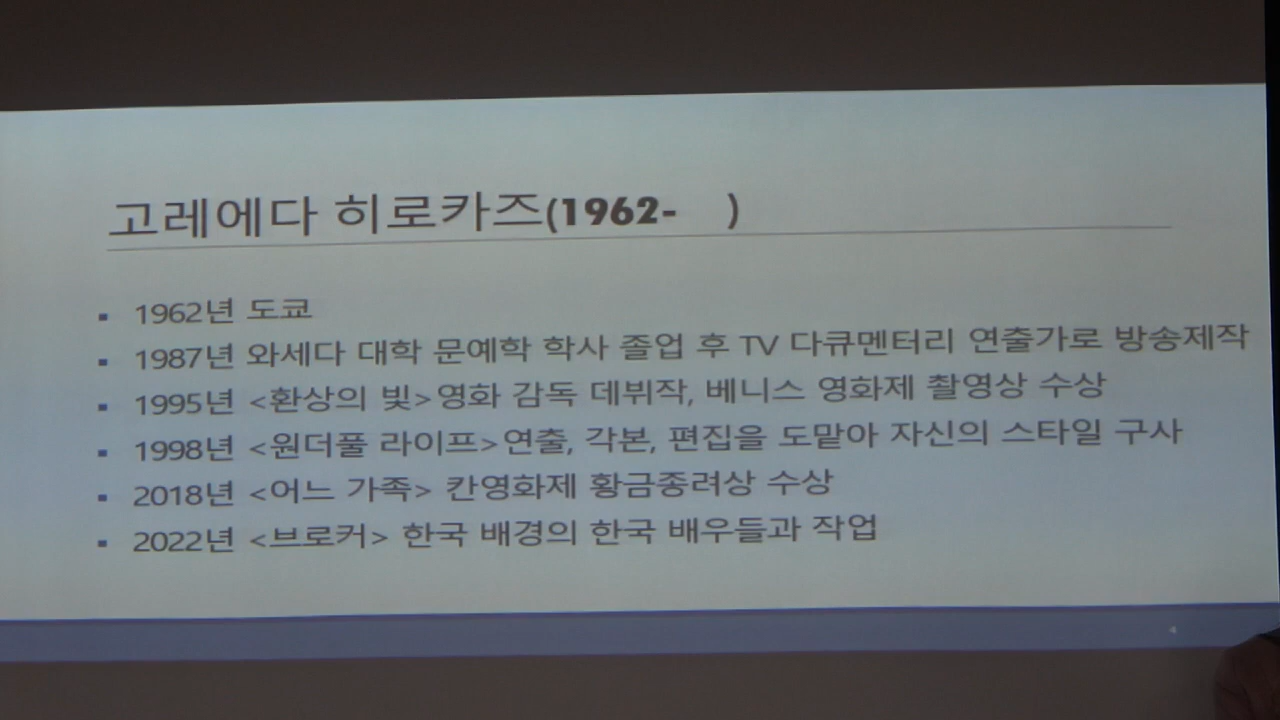 고레에다 히로카즈(1962- )
▪ 1962년 도쿄
▪ 1987년 와세다 대학 문예학 학사 졸업 후 TV 다큐멘터리 연출가로 방송제작
▪ 1995년 <환상의 빛>영화 감독 데뷔작, 베니스 영화제 촬영상 수상
▪ 1998년 <원더풀 라이프>연출, 각본, 편집을 도맡아 자신의 스타일 구사
▪ 2018년 <어느 가족> 칸영화제 황금종려상 수상
▪ 2022년 <브로커> 한국 배경의 한국 배우들과 작업